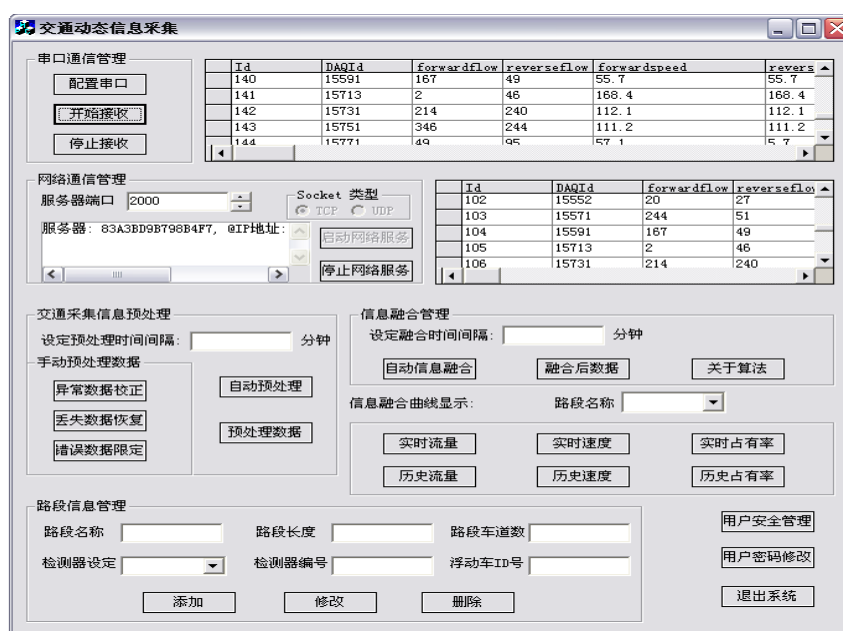 交通动态信息采集
串口通信管理
配置串口
开始接收
停止接收
Id DAQId forwardflow reverseflow forwardspeed revers
140 15591 167 49 55.7 55.7
141 15713 2 46 168.4 168.4
142 15731 214 240 112.1 112.1
143 15751 346 244 111.2 111.2
144 15771 49 95 57.1 5.7
网络通信管理
服务器端口 2000
Socket 类型
TCP UDP
服务器: 83A3BD9B798B4F7, @IP地址:
启动网络服务
停止网络服务
Id DAQId forwardflow reverseflov
102 15552 20 27
103 15571 244 51
104 15591 167 49
105 15713 2 46
106 15731 214 240
交通采集信息预处理
设定预处理时间间隔: 分钟
手动预处理数据
异常数据校正
丢失数据恢复
错误数据限定
自动预处理
预处理数据
信息融合管理
设定融合时间间隔: 分钟
自动信息融合 融合后数据 关于算法
信息融合曲线显示: 路段名称
实时流量 实时速度 实时占有率
历史流量 历史速度 历史占有率
路段信息管理
路段名称 路段长度 路段车道数
检测器设定 检测器编号 浮动车ID号
添加 修改 删除
用户安全管理
用户密码修改
退出系统